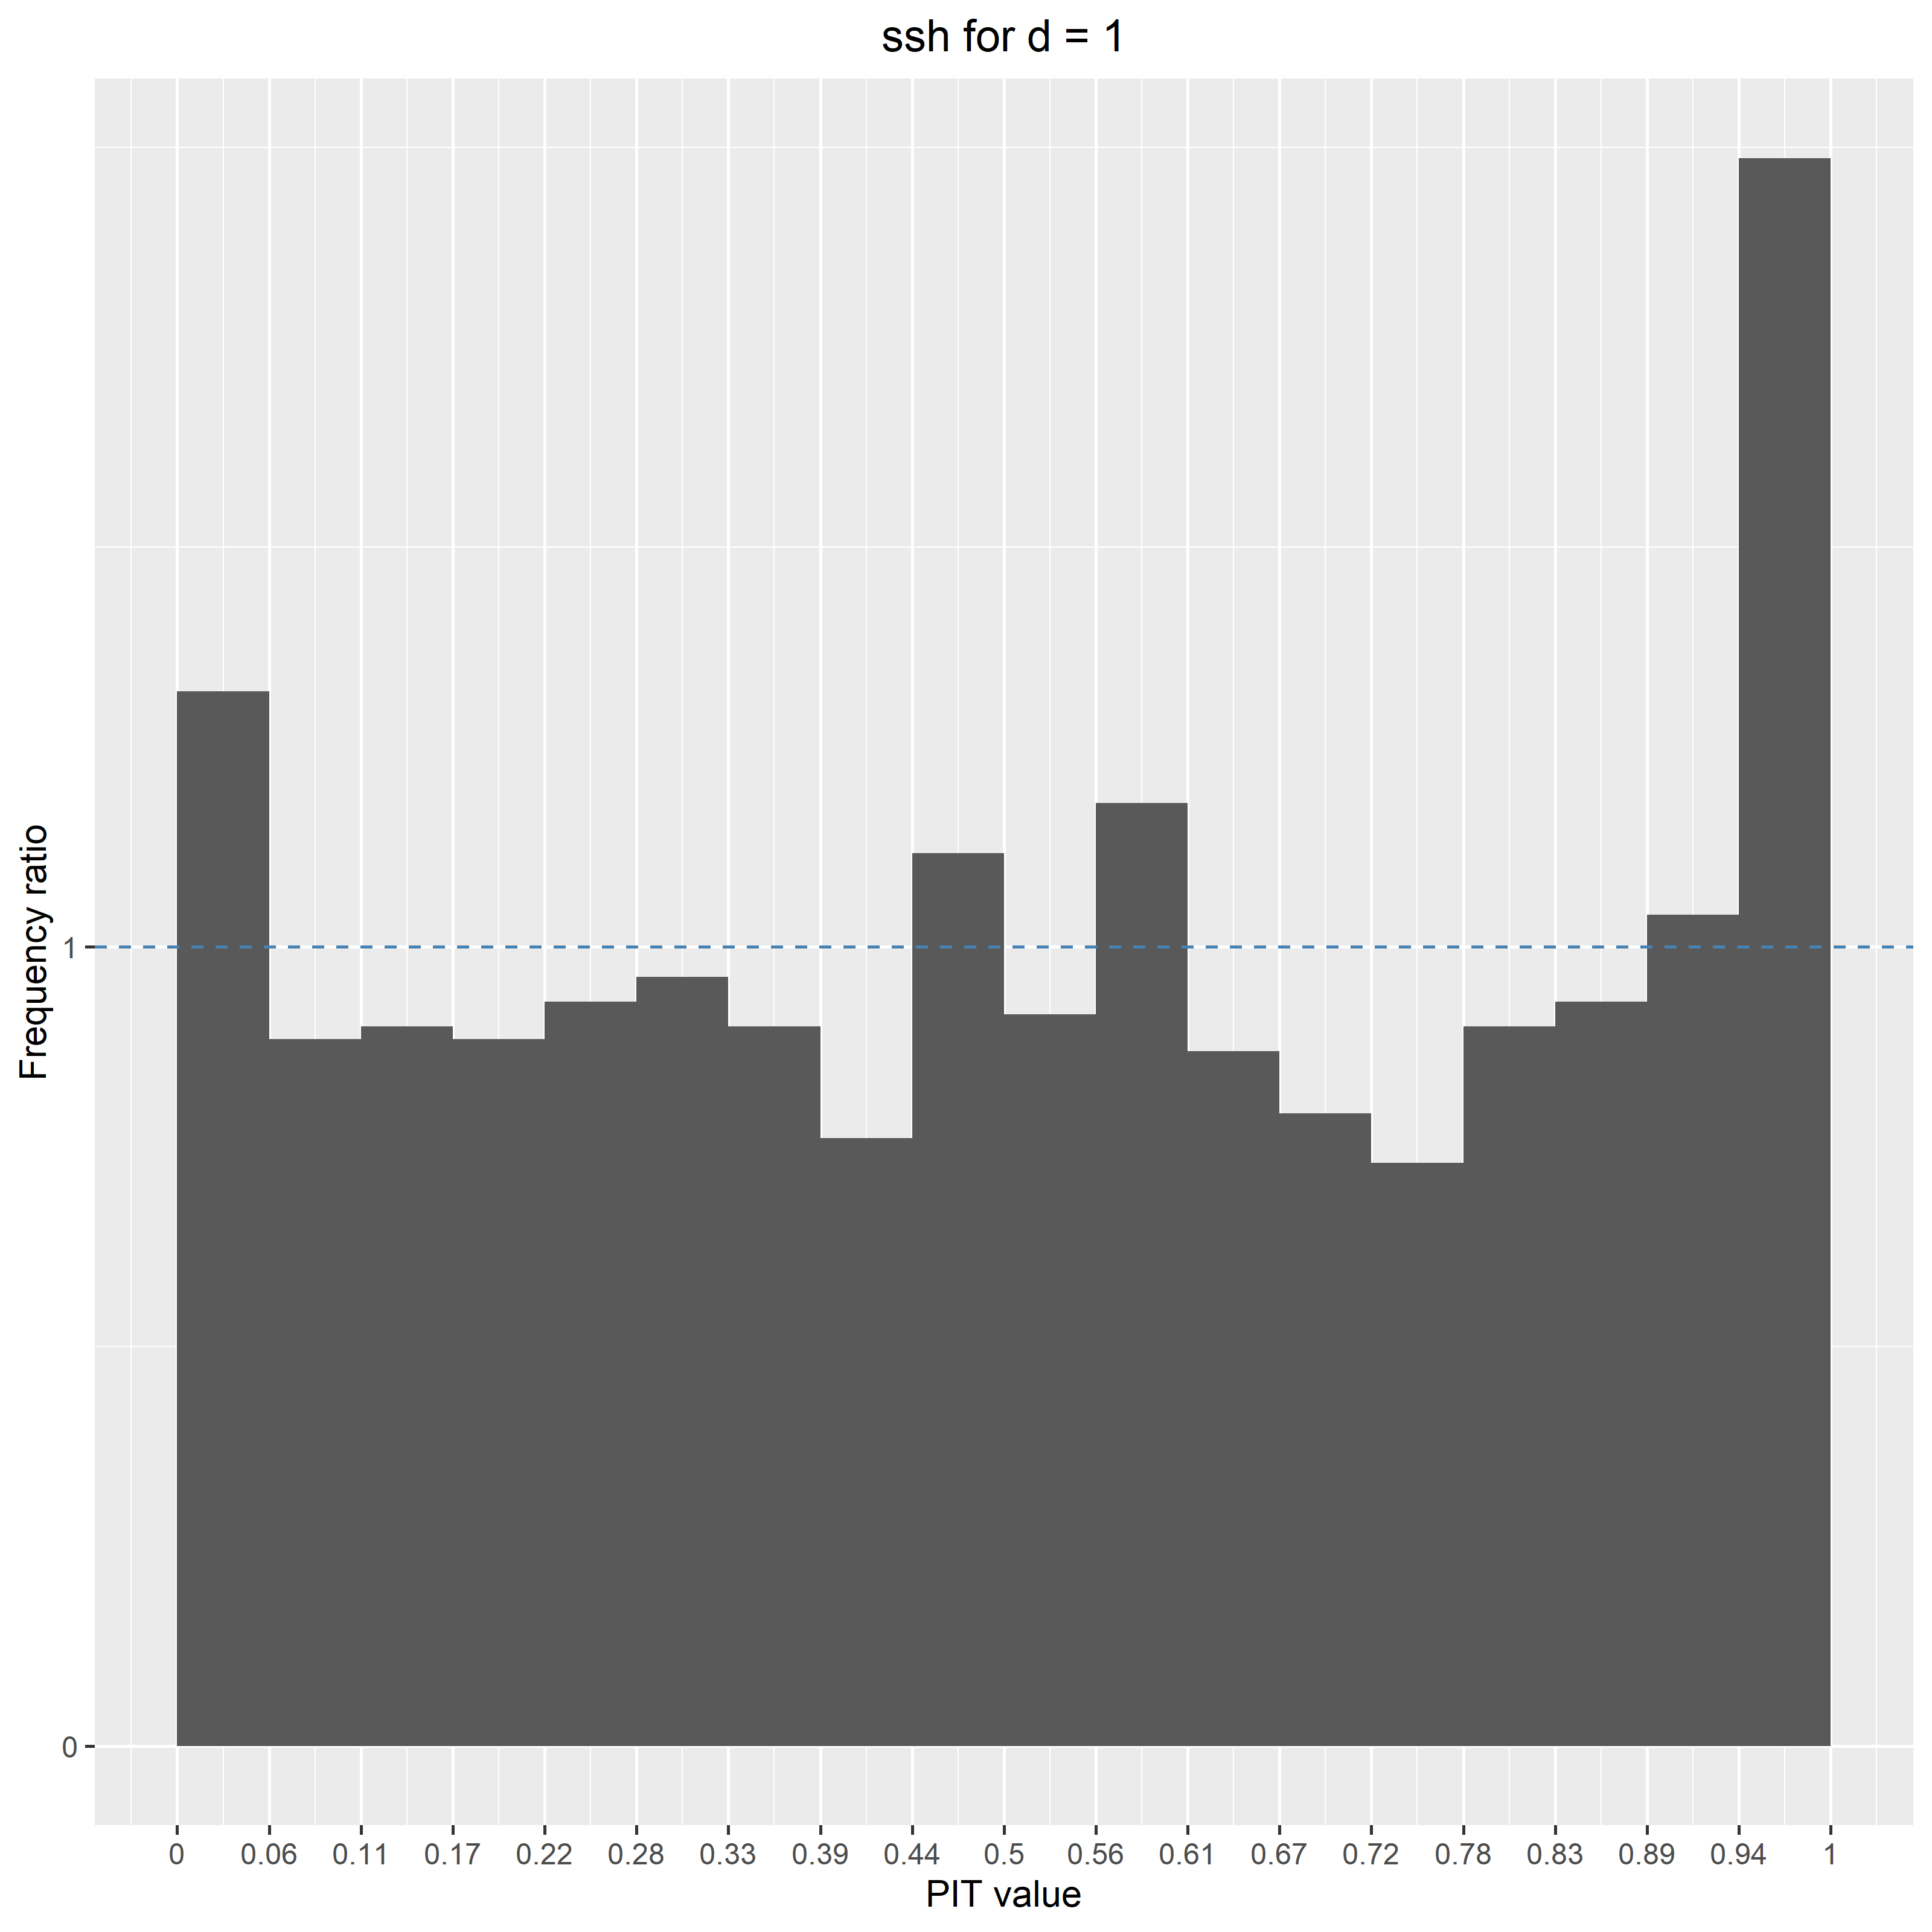 ssh for d = 1
Frequency ratio
1
0
0 0.06 0.11 0.17 0.22 0.28 0.33 0.39 0.44 0.5 0.56 0.61 0.67 0.72 0.78 0.83 0.89 0.94 1
PIT value